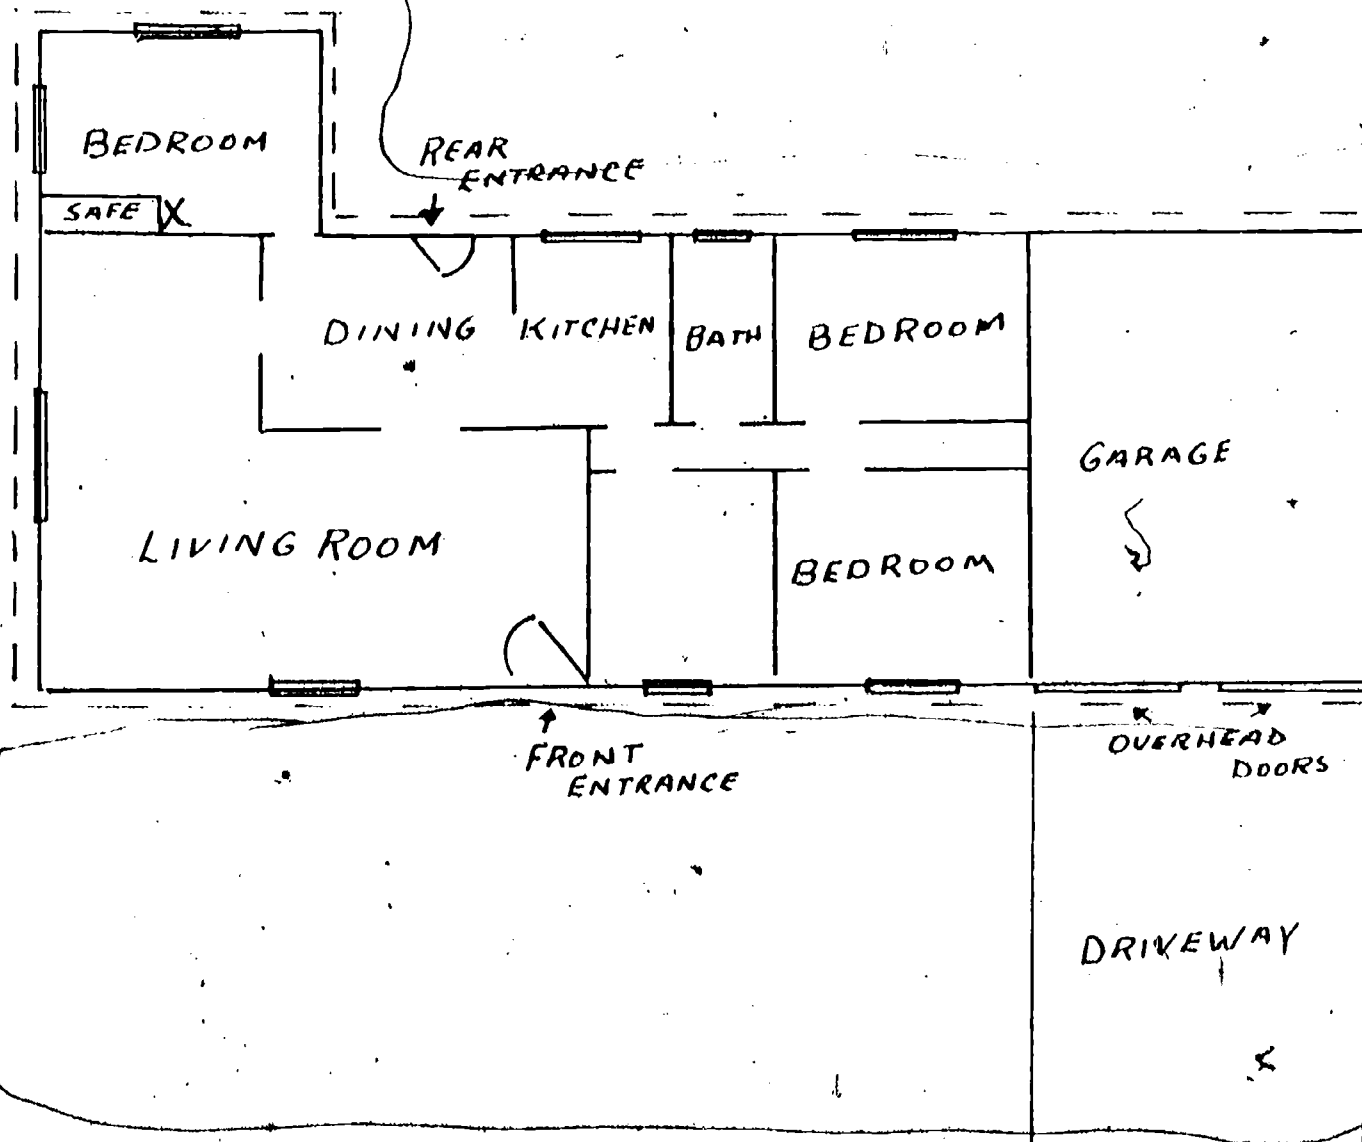 BEDROOM
SAFE X
REAR
ENTRANCE
DINING
KITCHEN
BATH
BEDROOM
GARAGE
LIVING ROOM
BEDROOM
FRONT
ENTRANCE
OVERHEAD
DOORS
DRIVEWAY